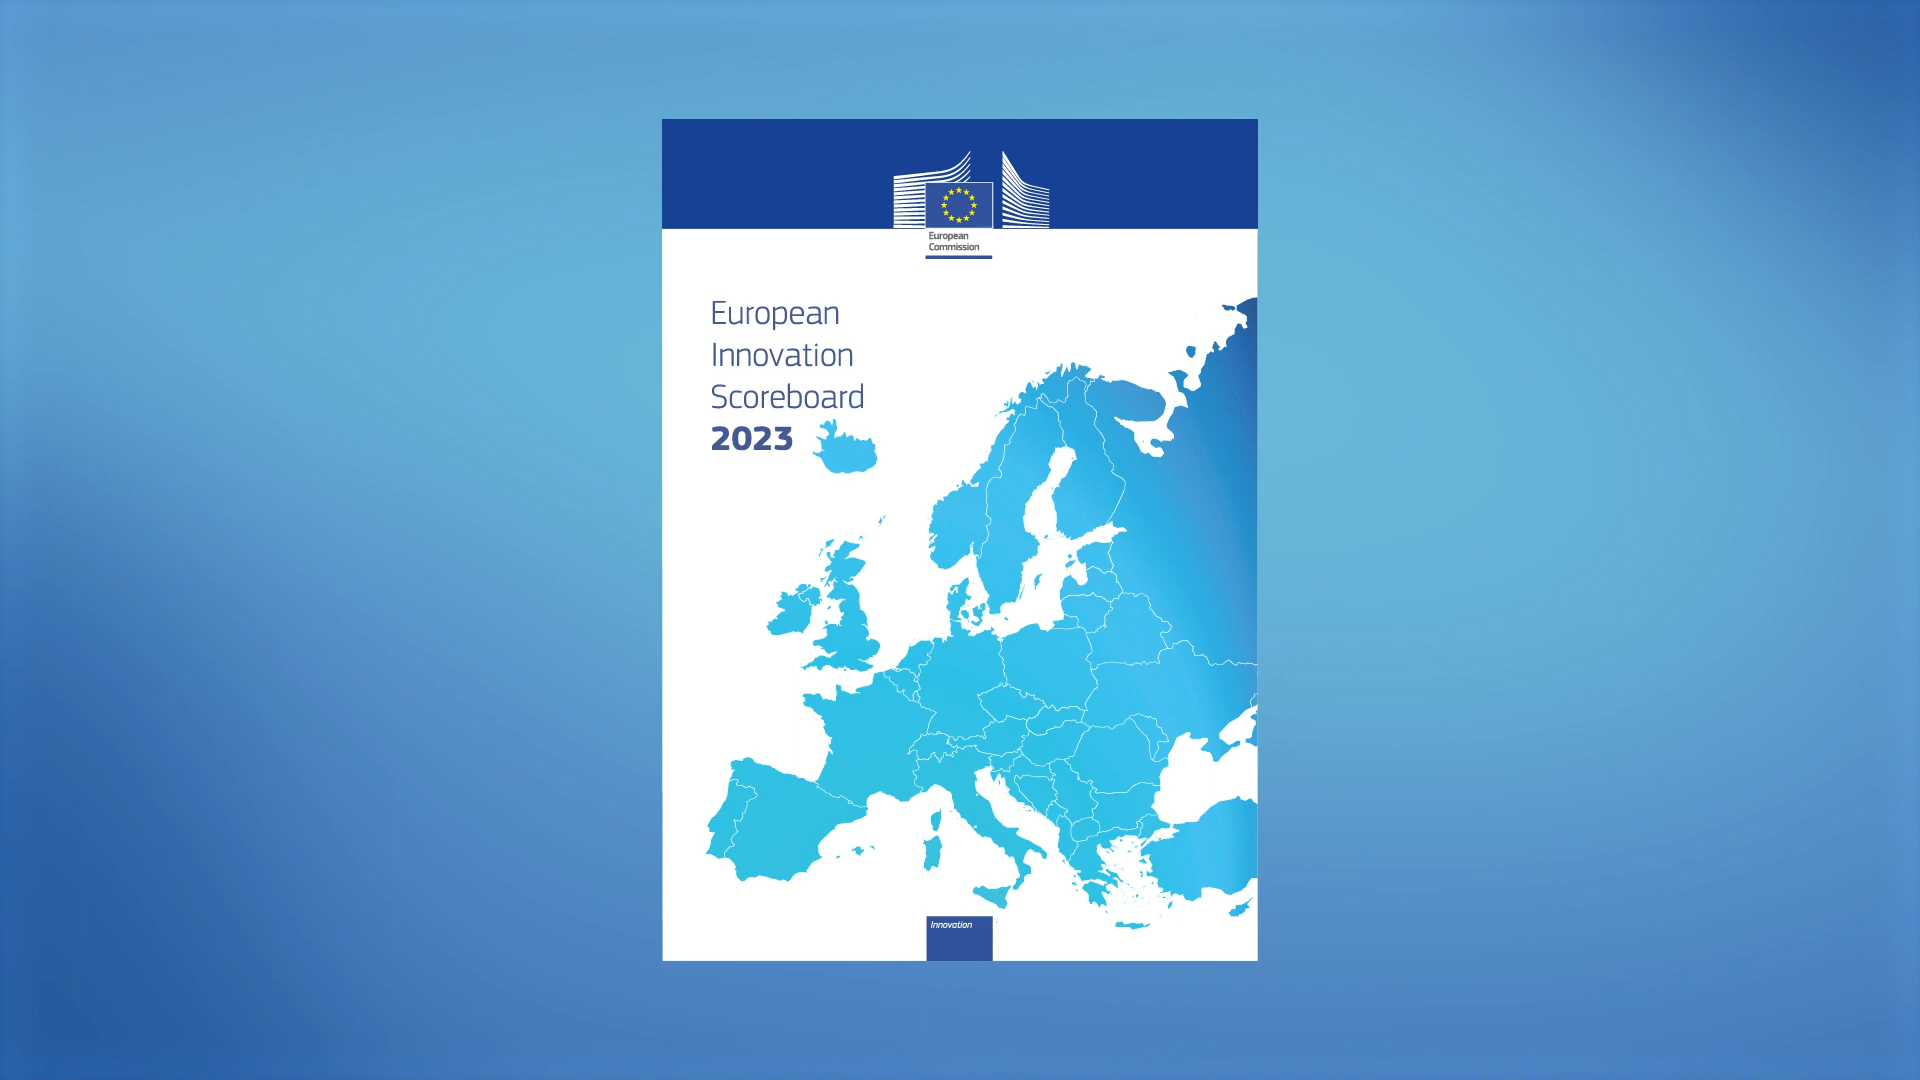 European
Commission
European
Innovation
Scoreboard
2023
Innovation